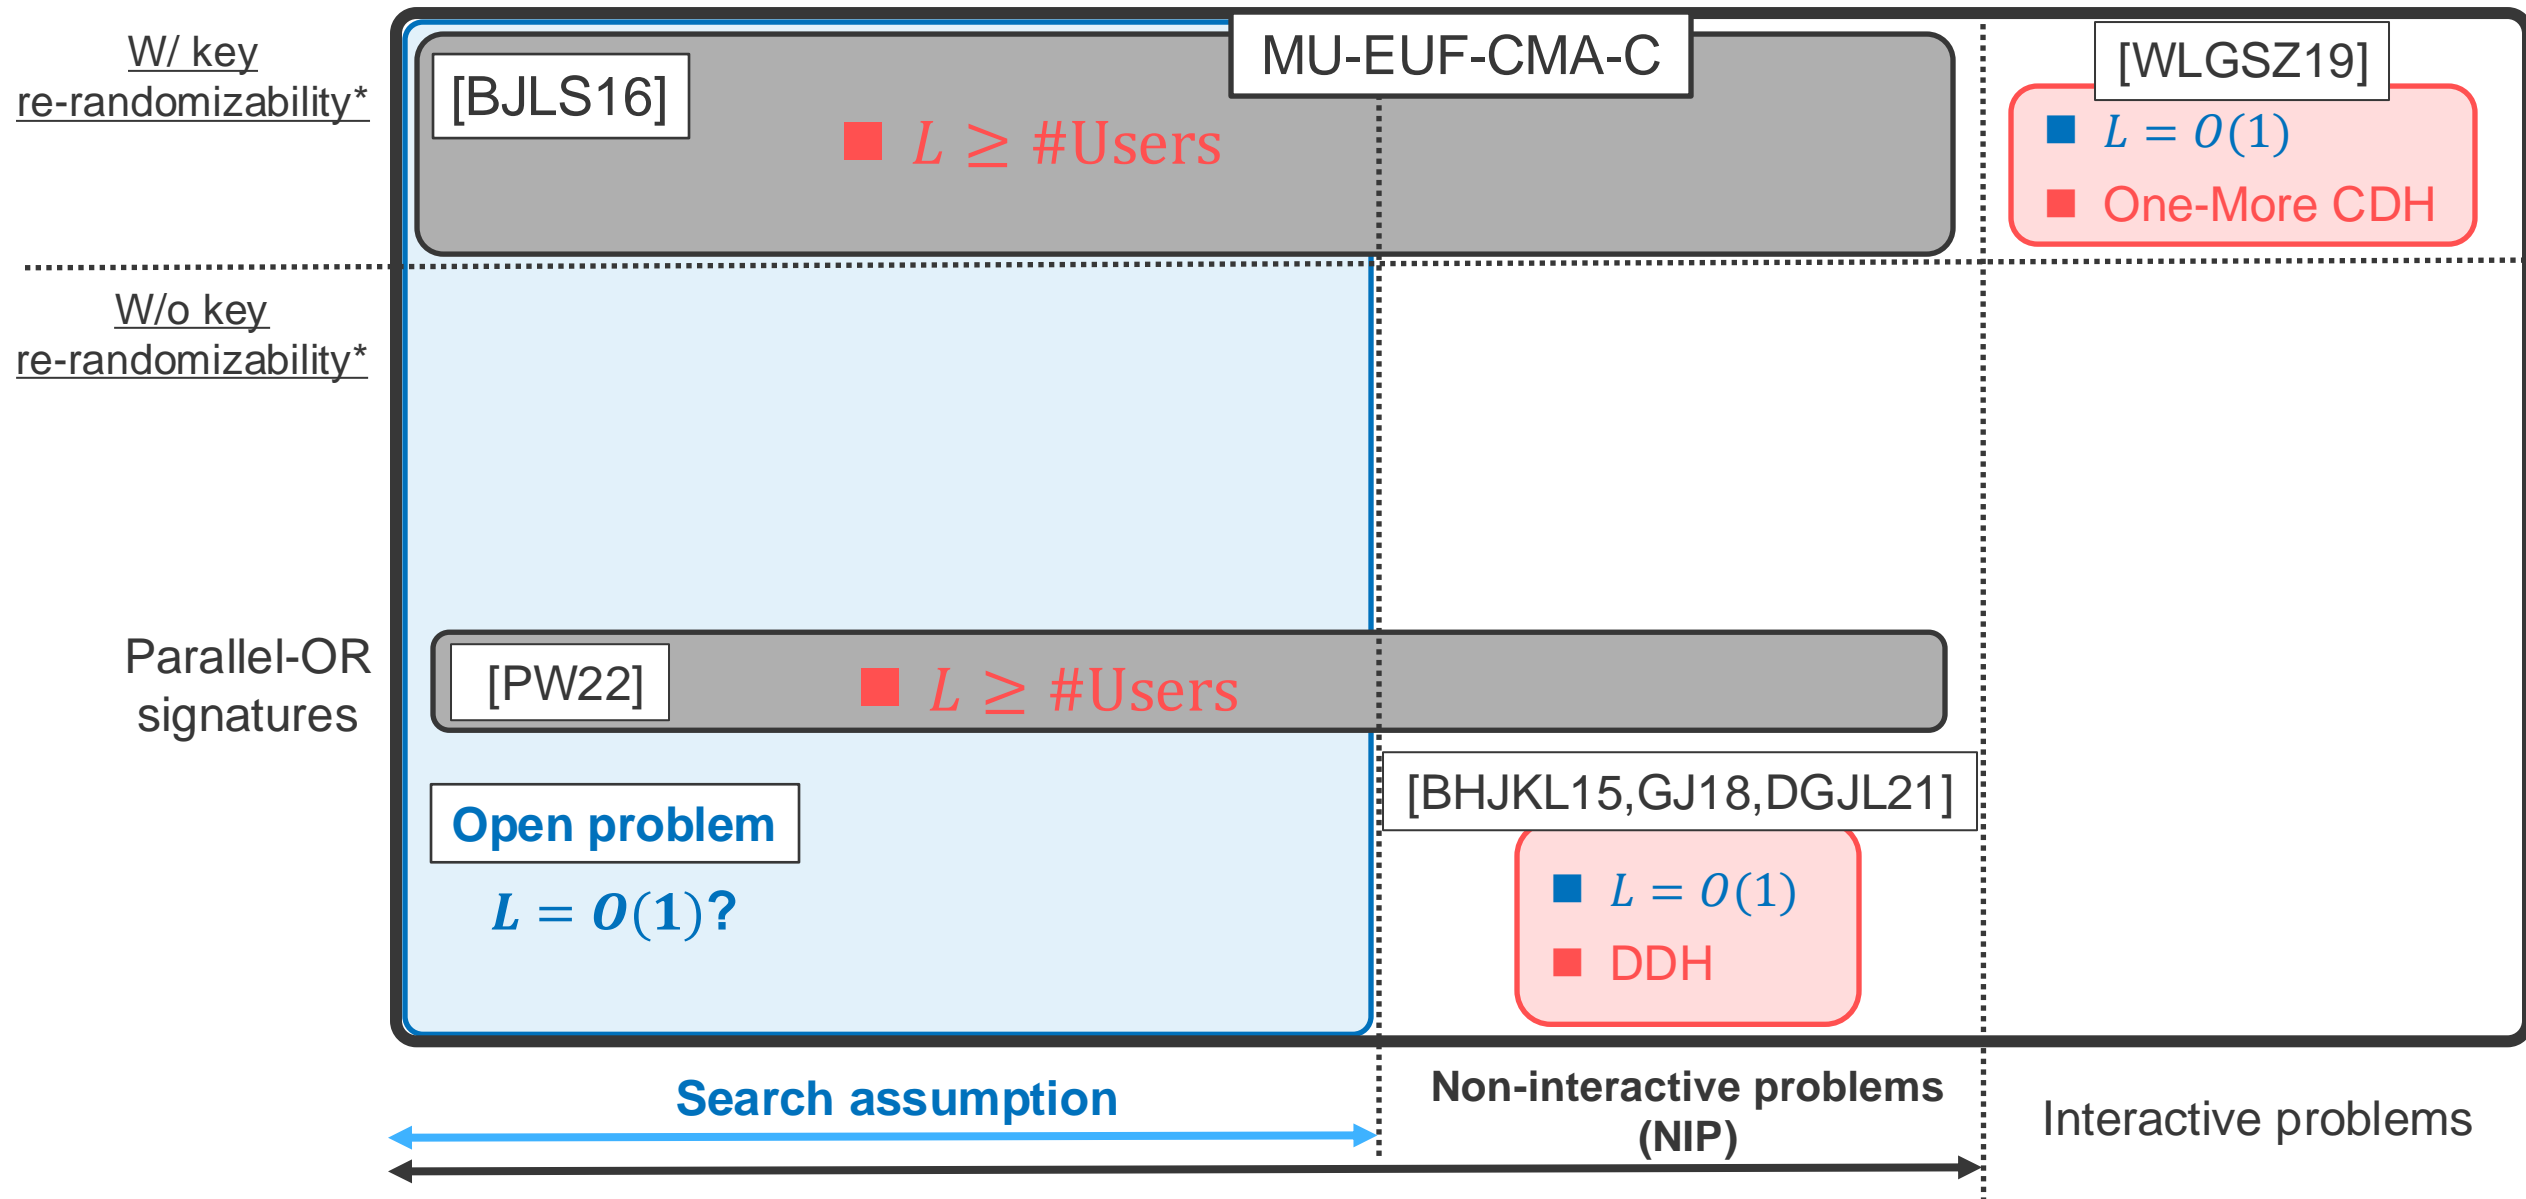 W/ key
re-randomizability*
[BJLS16]
MU-EUF-CMA-C
L ≥ #Users
[WLGSZ19]
L = O(1)
One-More CDH
W/o key
re-randomizability*
Parallel-OR
signatures
[PW22]
L ≥ #Users
Open problem
L = O(1)?
[BHJKL15,GJ18,DGJL21]
L = O(1)
DDH
Search assumption
Non-interactive problems
(NIP)
Interactive problems